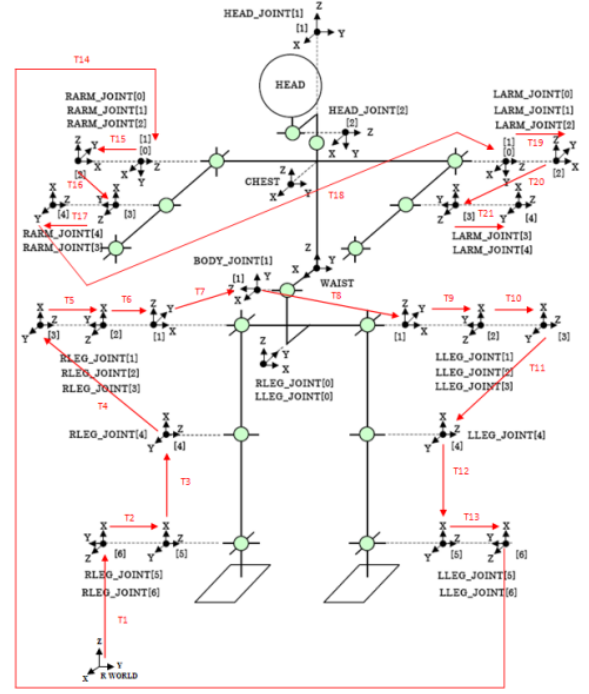 HEAD_JOINT[1]
Z
[1]
Y
X
T14
HEAD
RARM_JOINT[0]
RARM_JOINT[1]
RARM_JOINT[2]
LARM_JOINT[0]
LARM_JOINT[1]
LARM_JOINT[2]
HEAD_JOINT[2]
[2]
Z
X
Y
T15
[1]
[0]
Z
Y
X
[2]
Z
X
Y
[1]
[0]
Z
X
Y
T19
Z
Y
X
[2]
T16
CHEST
Z
Y
X
T18
T20
X
Z
Y
[4]
T17
X
Y
Z
[3]
X
Y
Z
[3]
T21
X
Z
Y
[4]
RARM_JOINT[4]
RARM_JOINT[3]
LARM_JOINT[3]
LARM_JOINT[4]
BODY_JOINT[1]
Z
Y
X
WAIST
[1]
Y
Z
X
T5
T6
T7
T8
T9
T10
X
Z
Y
[3]
X
Y
Z
[2]
Z
Y
X
[1]
Z
Y
X
[1]
X
Y
Z
[2]
X
Z
Y
[3]
RLEG_JOINT[1]
RLEG_JOINT[2]
RLEG_JOINT[3]
Z
Y
X
RLEG_JOINT[0]
LLEG_JOINT[0]
LLEG_JOINT[1]
LLEG_JOINT[2]
LLEG_JOINT[3]
T11
T4
RLEG_JOINT[4]
X
Z
Y
[4]
X
Z
Y
[4]
LLEG_JOINT[4]
T3
T12
T2
T13
X
Y
Z
[6]
X
Z
Y
[5]
X
Z
Y
[5]
X
Y
Z
[6]
RLEG_JOINT[5]
RLEG_JOINT[6]
LLEG_JOINT[5]
LLEG_JOINT[6]
T1
Z
Y
X
R WORLD